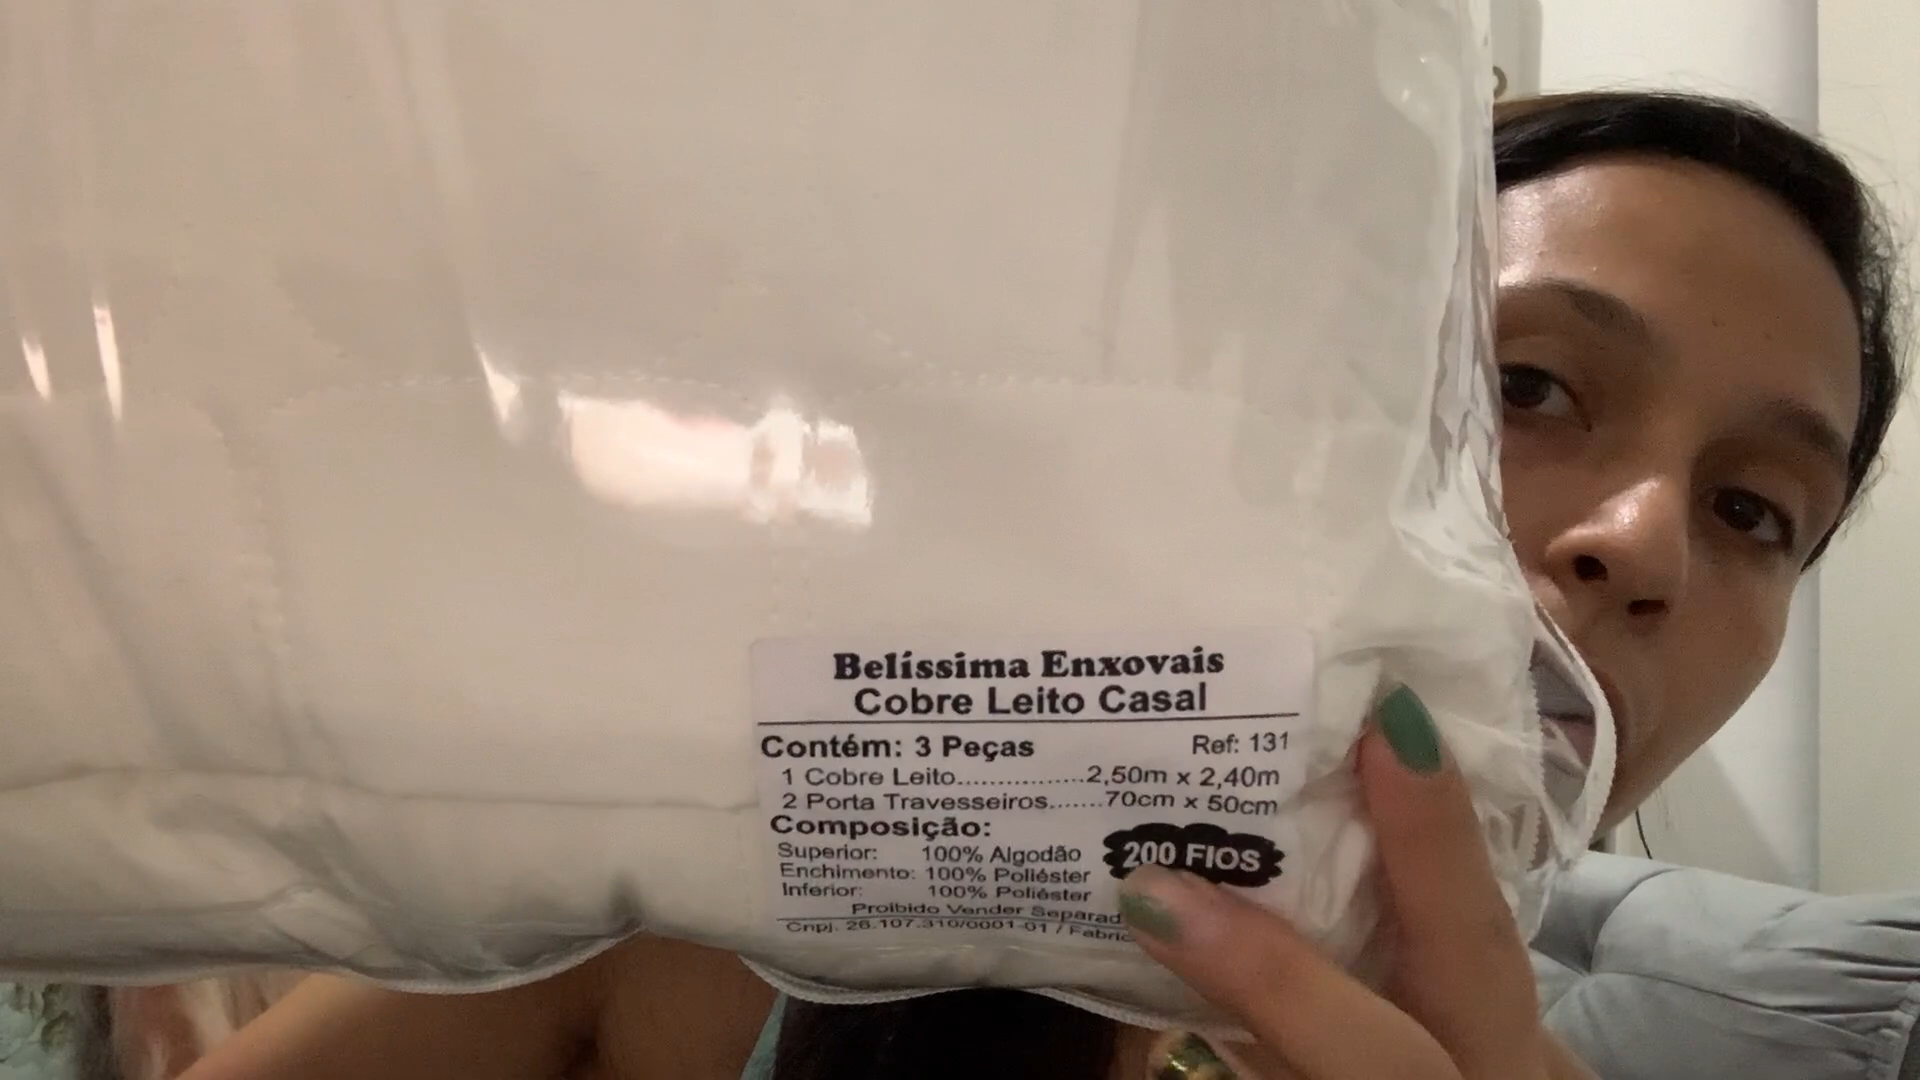 Belíssima Enxovais
Cobre Leito Casal
Contém: 3 Peças Ref: 131
1 Cobre Leito................2,50m x 2,40m
2 Porta Travesseiros.......70cm x 50cm
Composição:
Superior: 100% Algodão
200 FIOS
Enchimento: 100% Poliéster
Inferior: 100% Poliéster
Proibido Vender
Cnpj. 26.107.310/0001-01 /